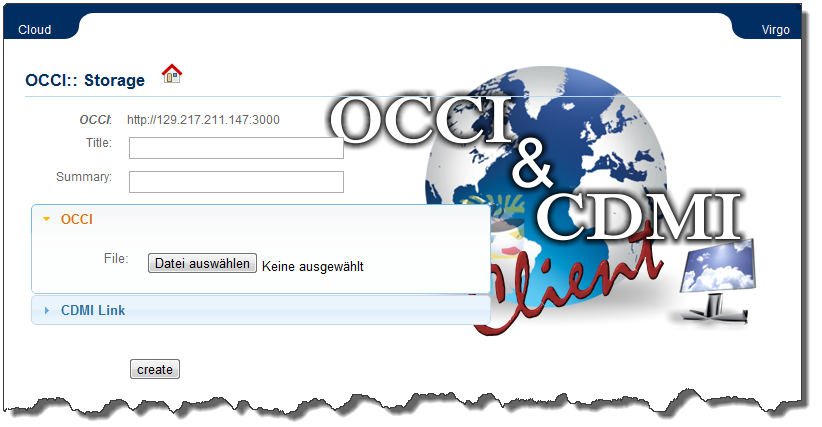 Cloud
Virgo
OCCI:: Storage
OCCI: http://129.217.211.147:3000
Title:
Summary:
OCCI
File: Datei auswählen Keine ausgewählt
CDMI Link
create
OCCI
&
CDMI
Client